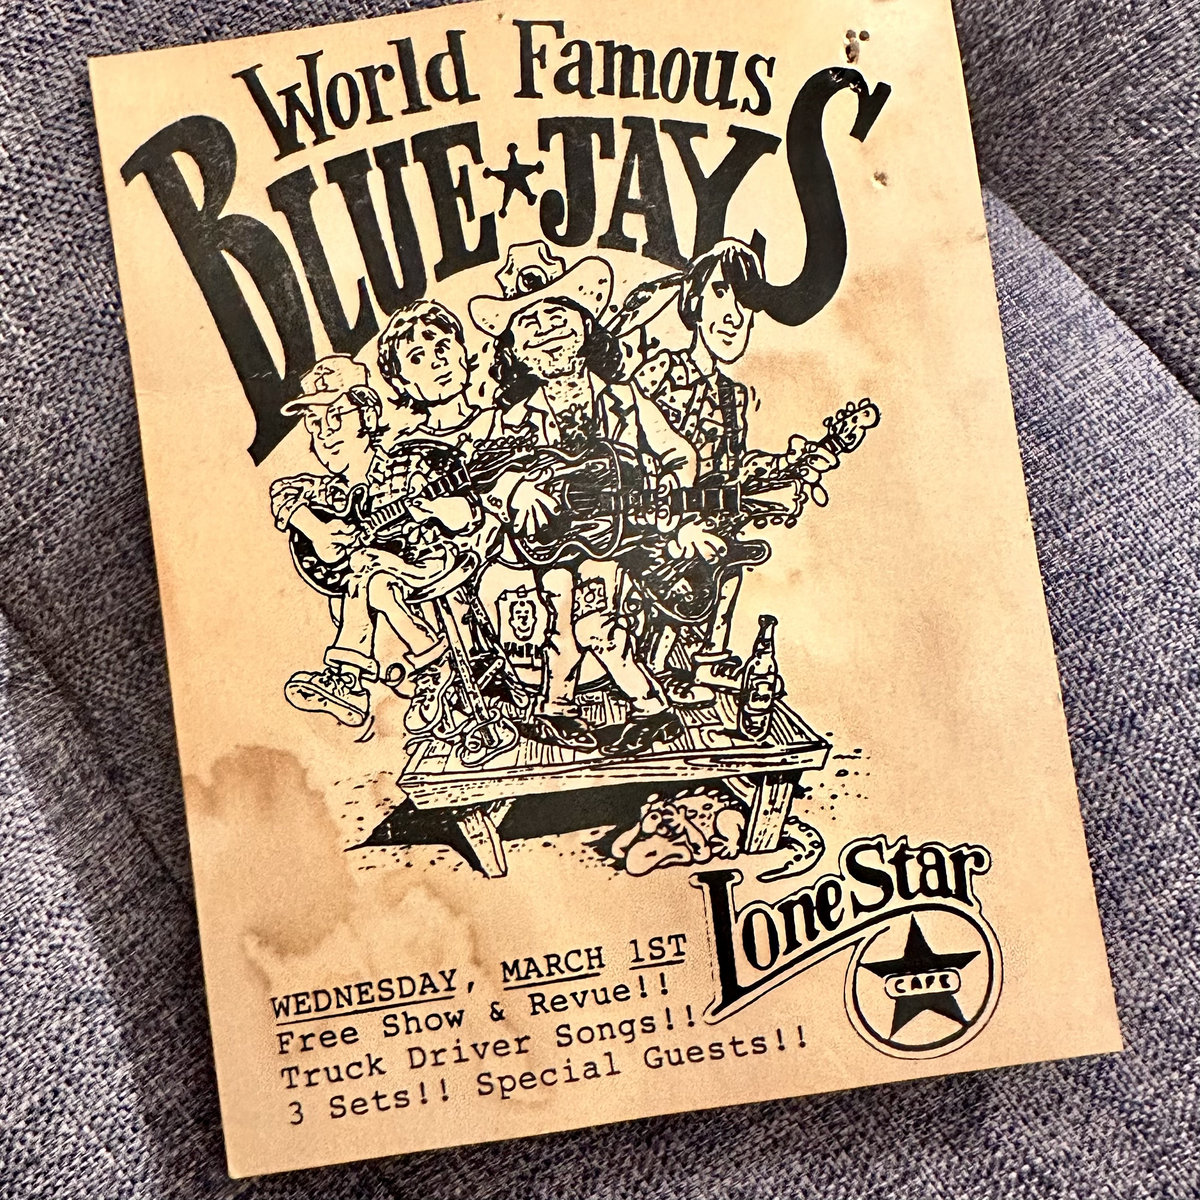 World Famous
BLUE★JAYS
Lone Star
CAFE
WEDNESDAY, MARCH 1ST
Free Show & Revue!!
Truck Driver Songs!!
3 Sets!! Special Guests!!